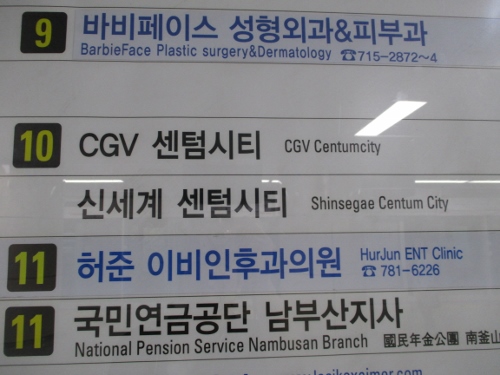 9 바비페이스 성형외과&피부과
BarbieFace Plastic surgery&Dermatology ☎715-2872~4
10 CGV 센텀시티 CGV Centumcity
신세계 센텀시티 Shinsegae Centum City
11 허준 이비인후과의원 HurJun ENT Clinic
☎ 781-6226
11 국민연금공단 남부산지사
National Pension Service Nambusan Branch 國民年金公團 南釜山